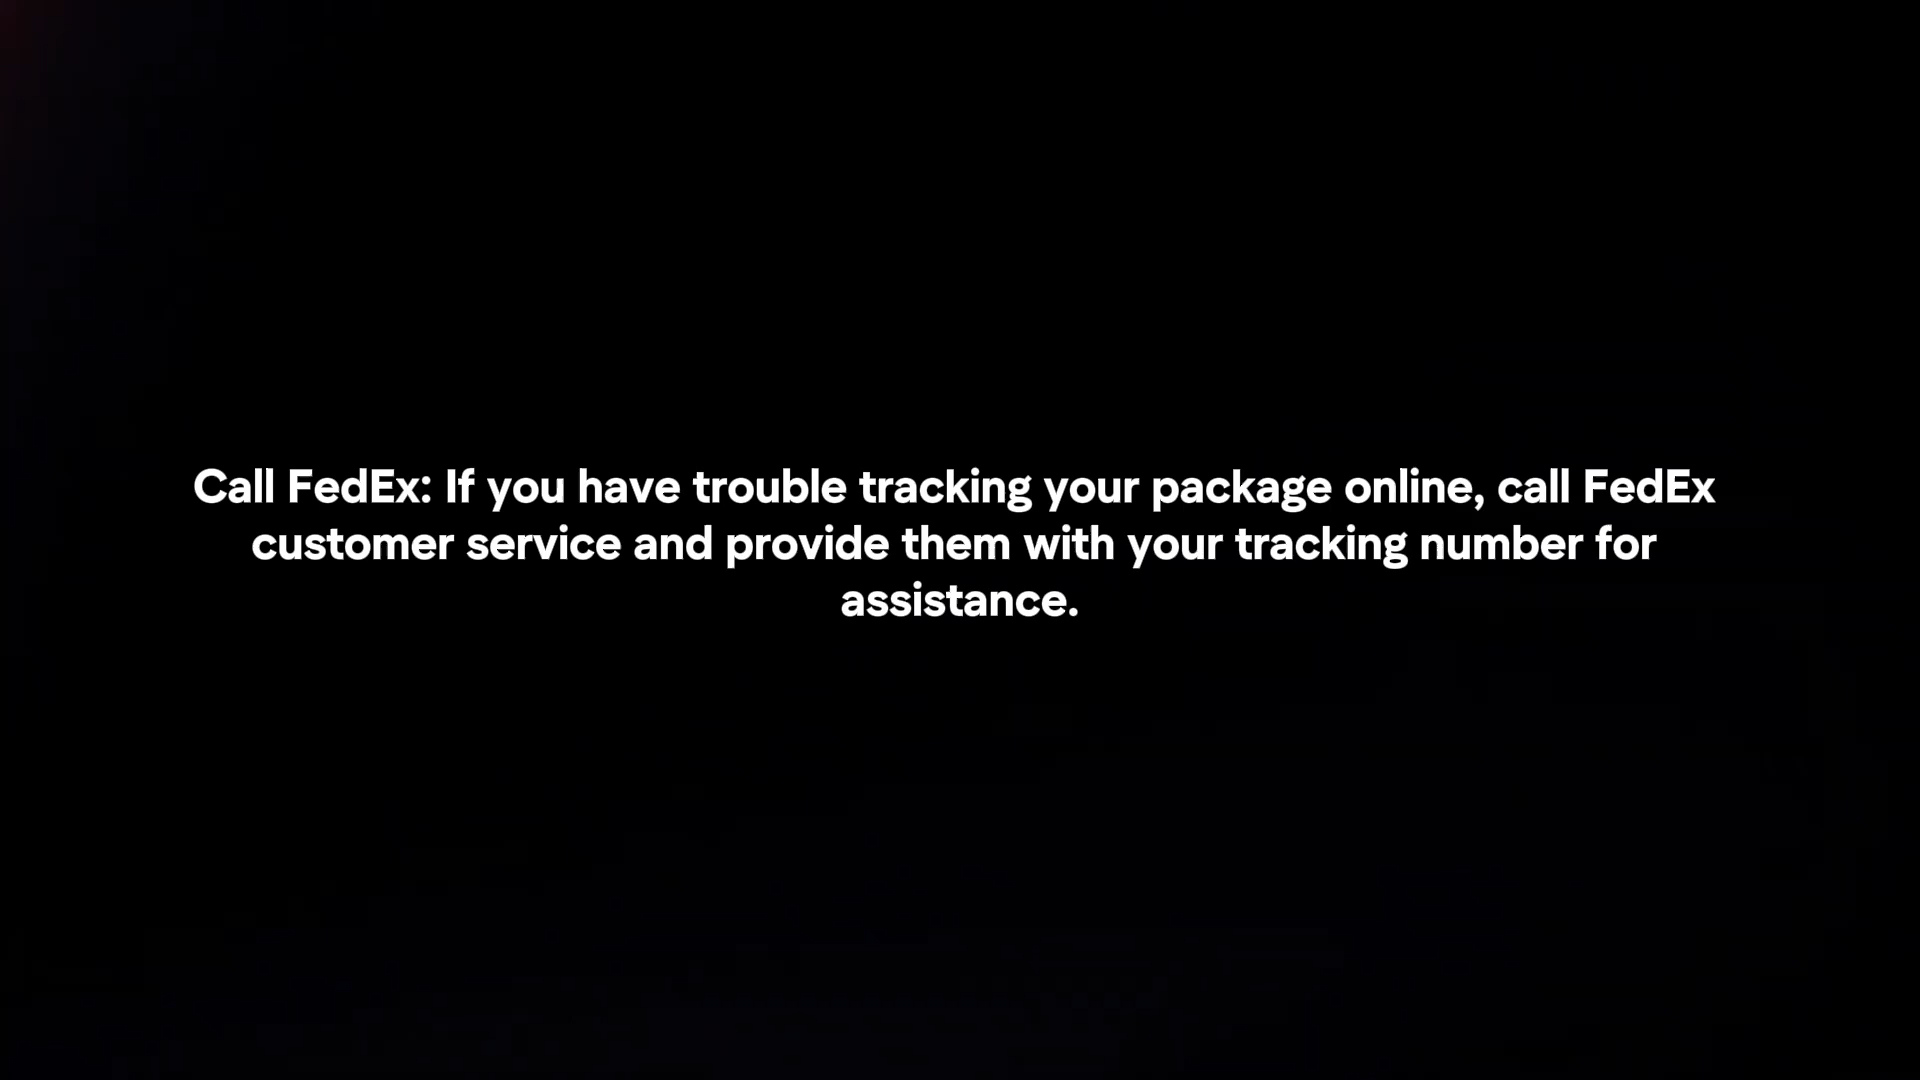 Call FedEx: If you have trouble tracking your package online, call FedEx
customer service and provide them with your tracking number for
assistance.